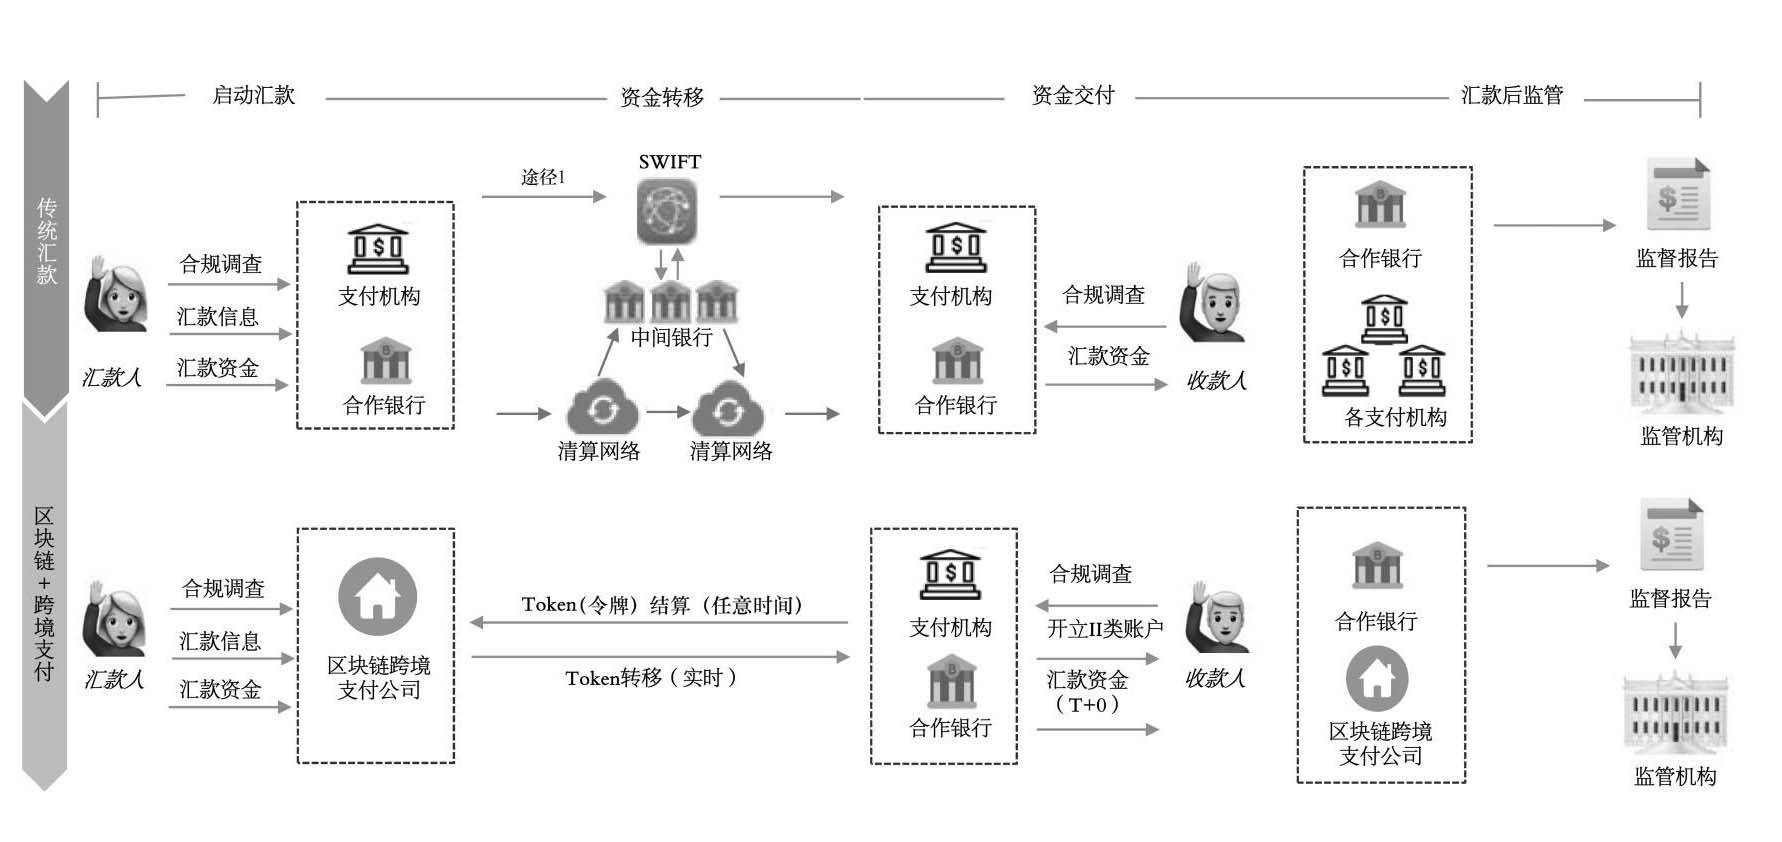 启动汇款
资金转移
资金交付
汇款后监管
传统汇款
汇款人
合规调查
汇款信息
汇款资金
支付机构
合作银行
途径1
SWIFT
中间银行
清算网络
清算网络
支付机构
合作银行
合规调查
汇款资金
收款人
合作银行
各支付机构
监督报告
监管机构
区块链+跨境支付
汇款人
合规调查
汇款信息
汇款资金
区块链跨境
支付公司
Token(令牌）结算（任意时间）
Token转移（实时）
支付机构
合作银行
合规调查
开立II类账户
汇款资金
（T+0）
收款人
合作银行
区块链跨境
支付公司
监督报告
监管机构